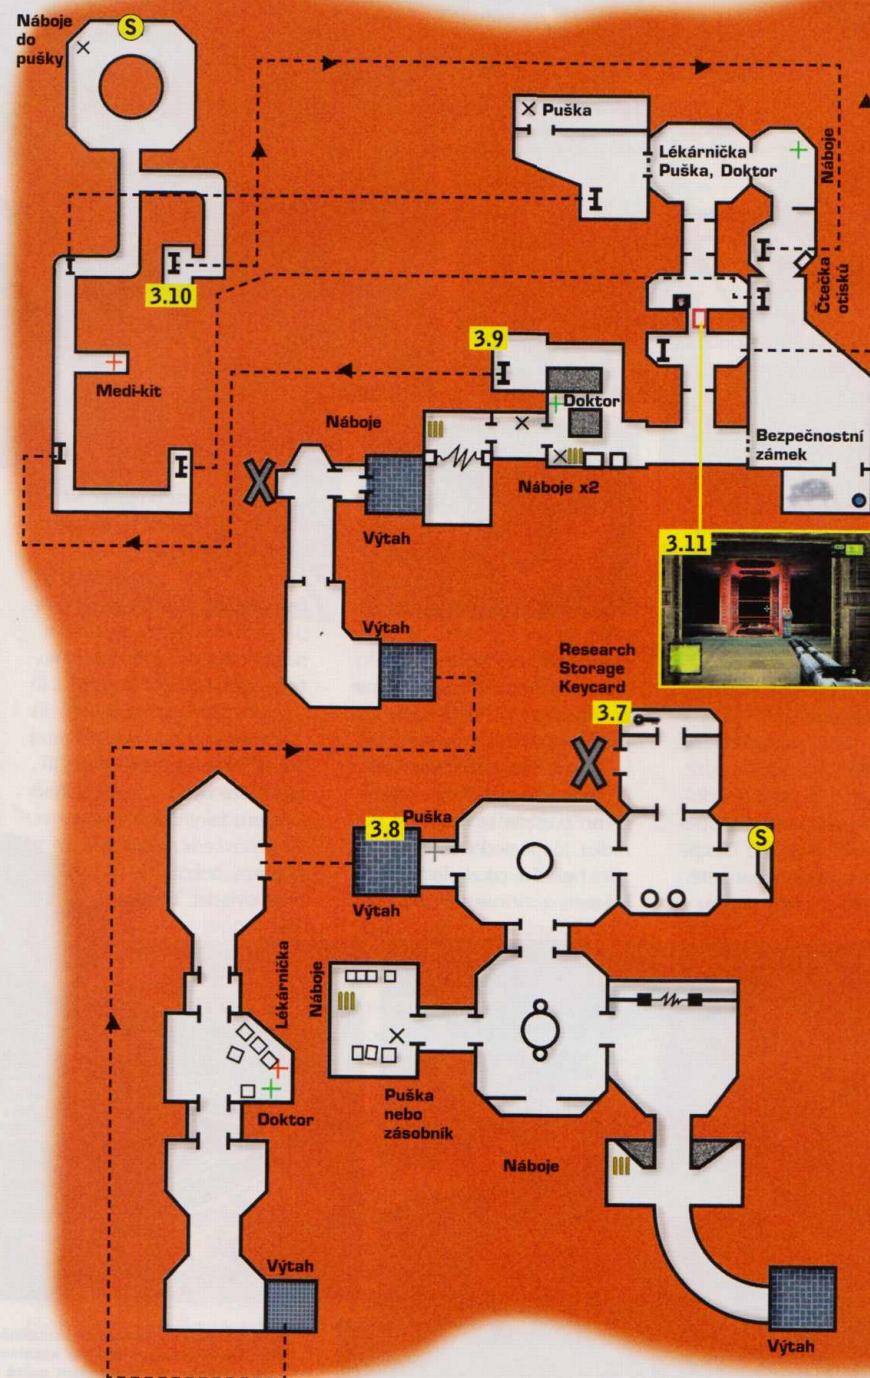 Náboje
do
pušky
S
Puška
Lékárnička
Puška, Doktor
Náboje
Čtečka
otisků
3.10
Medi-kit
3.9
Doktor
Náboje
Náboje x2
Výtah
Bezpečnostní
zámek
3.11
Výtah
Research
Storage
Keycard
3.7
3.8
Puška
S
Výtah
Lékárnička
Náboje
Doktor
Puška
nebo
zásobník
Náboje
Výtah
Výtah